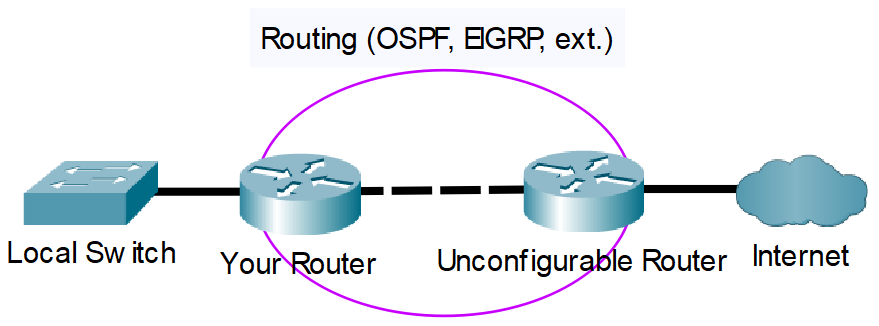 Routing (OSPF, EIGRP, ext.)
Local Switch
Your Router
Unconfigurable Router
Internet